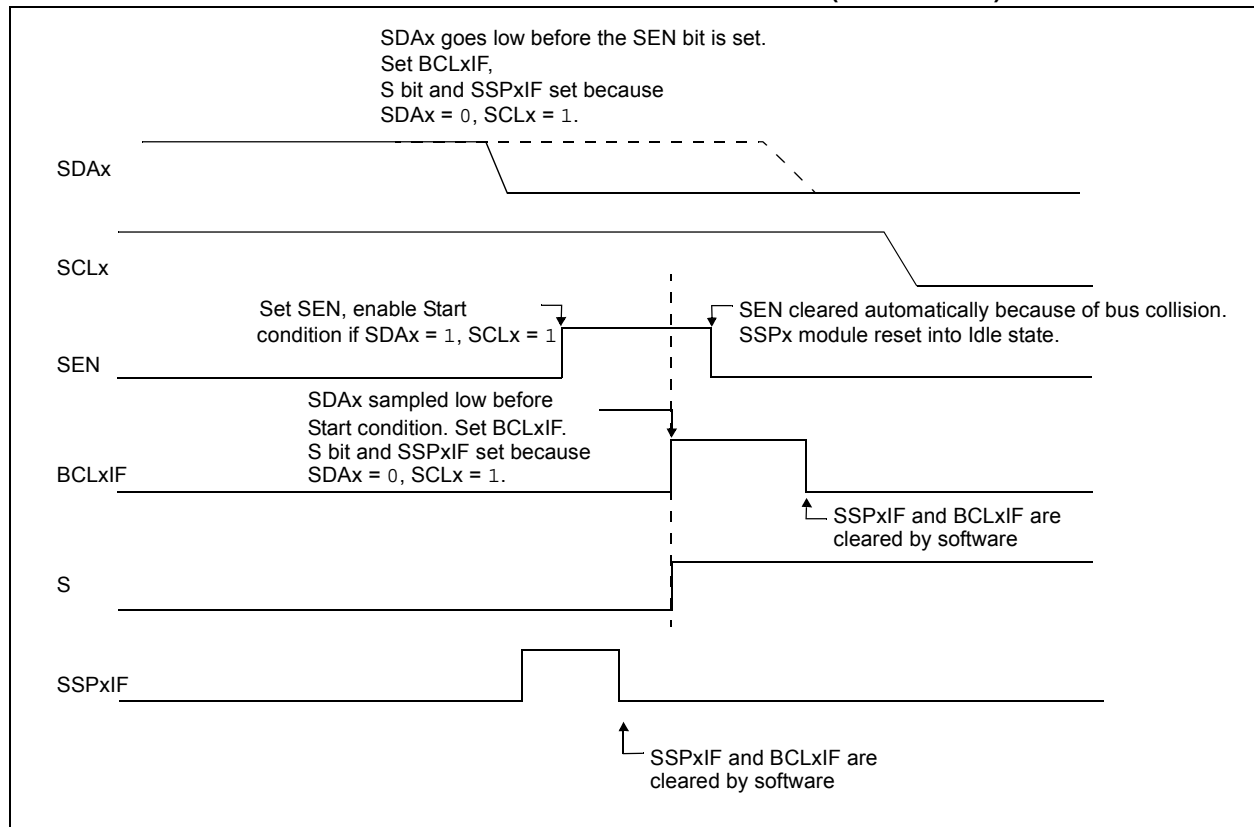 SDAx goes low before the SEN bit is set.
Set BCLxIF,
S bit and SSPxIF set because
SDAx = 0, SCLx = 1.
SDAx
SCLx
Set SEN, enable Start
condition if SDAx = 1, SCLx = 1
SEN cleared automatically because of bus collision.
SSPx module reset into Idle state.
SEN
SDAx sampled low before
Start condition. Set BCLxIF.
S bit and SSPxIF set because
SDAx = 0, SCLx = 1.
BCLxIF
SSPxIF and BCLxIF are
cleared by software
S
SSPxIF
SSPxIF and BCLxIF are
cleared by software